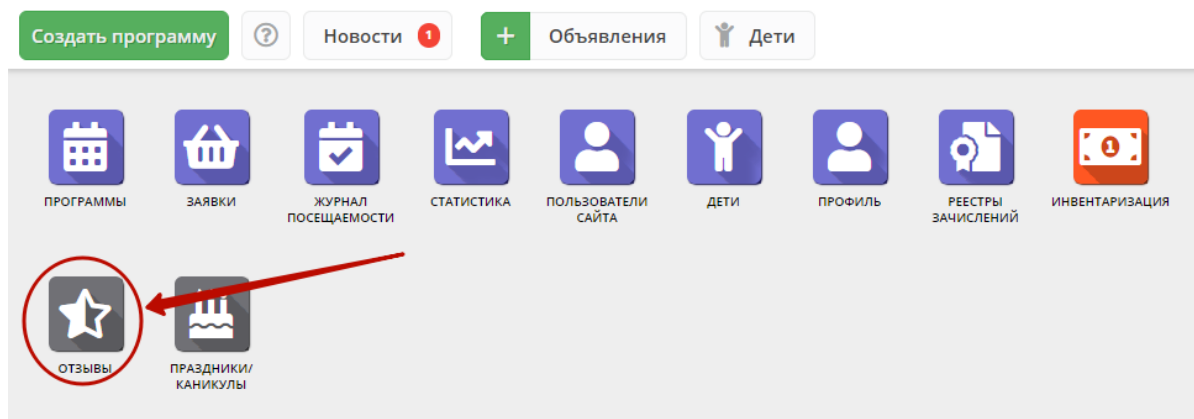 Создать программу
Новости 1
Объявления
Дети
ПРОГРАММЫ
ЗАЯВКИ
ЖУРНАЛ
ПОСЕЩАЕМОСТИ
СТАТИСТИКА
ПОЛЬЗОВАТЕЛИ
САЙТА
ДЕТИ
ПРОФИЛЬ
РЕЕСТРЫ
ЗАЧИСЛЕНИЙ
ИНВЕНТАРИЗАЦИЯ
ОТЗЫВЫ
ПРАЗДНИКИ/
КАНИКУЛЫ